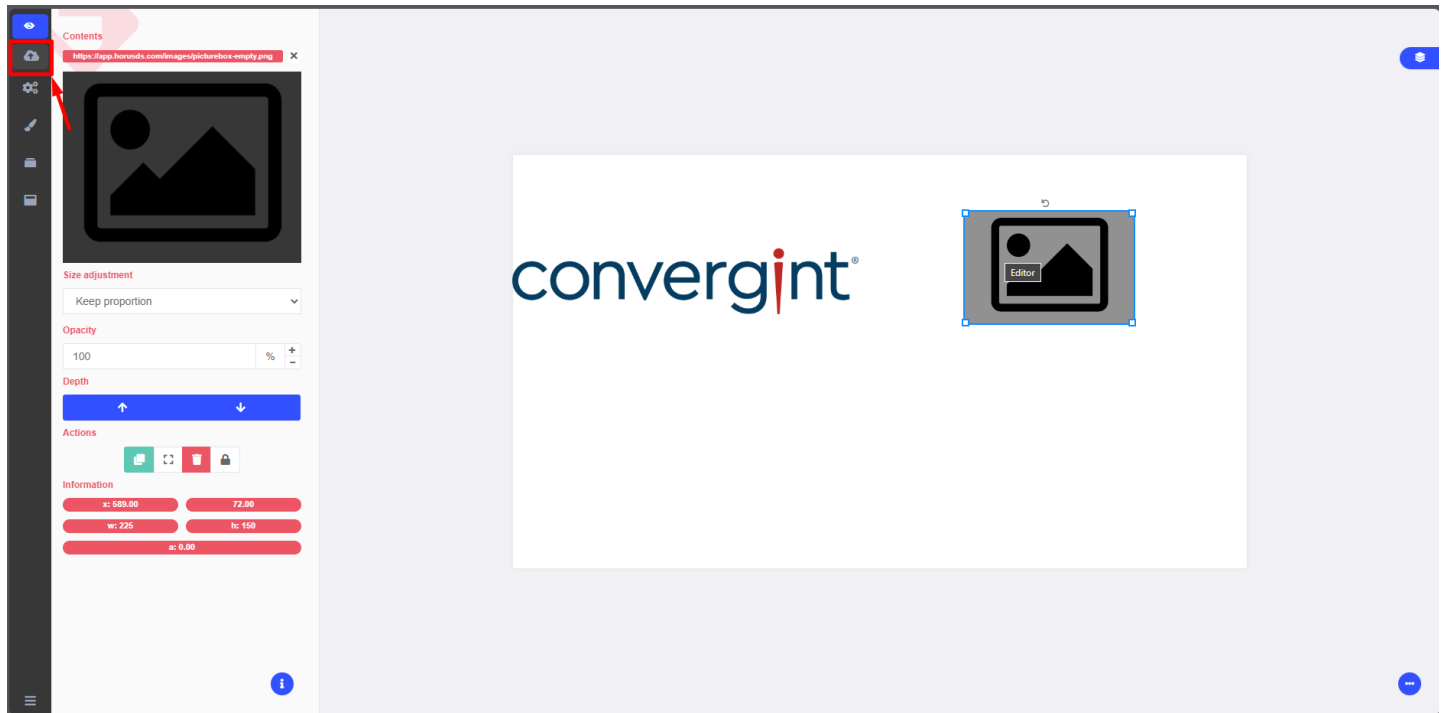 Contents
https://app.horusds.com/images/picturebox-empty.png ×
Size adjustment
Keep proportion
Opacity
100 % + −
Depth
Actions
Information
x: 589.00 72.00
w: 225 h: 150
a: 0.00
convergint®
Editor